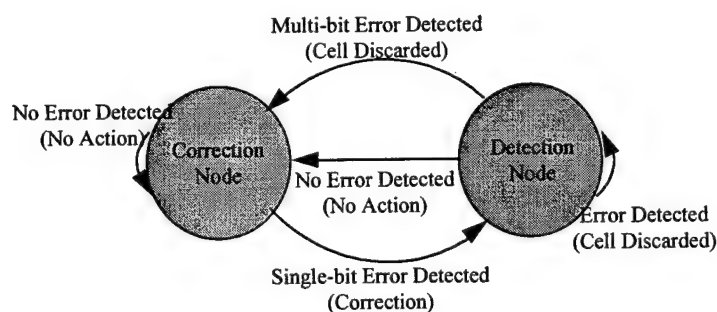 Multi-bit Error Detected
(Cell Discarded)
No Error Detected
(No Action)
Correction
Node
Detection
Node
No Error Detected
(No Action)
Error Detected
(Cell Discarded)
Single-bit Error Detected
(Correction)